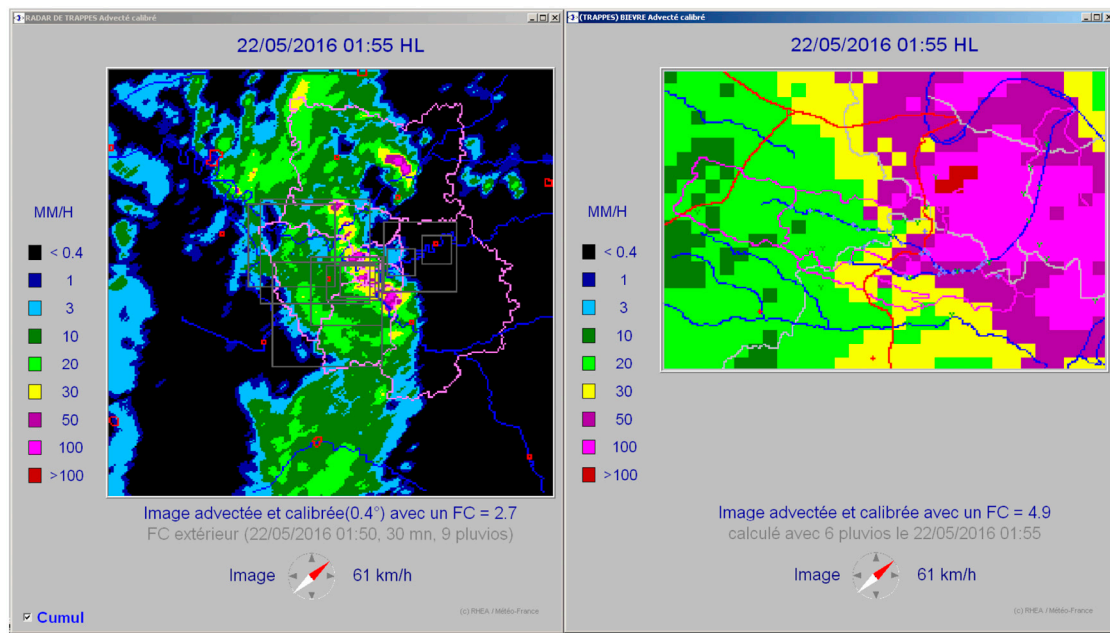 RADAR DE TRAPPES Advecté calibré
22/05/2016 01:55 HL
MM/H
< 0.4
1
3
10
20
30
50
100
>100
Image advectée et calibrée(0.4°) avec un FC = 2.7
FC extérieur (22/05/2016 01:50, 30 mn, 9 pluvios)
Image 61 km/h
(c) RHEA / Météo-France
Cumul
(TRAPPES) BIEVRE Advecté calibré
22/05/2016 01:55 HL
MM/H
< 0.4
1
3
10
20
30
50
100
>100
Image advectée et calibrée avec un FC = 4.9
calculé avec 6 pluvios le 22/05/2016 01:55
Image 61 km/h
(c) RHEA / Météo-France